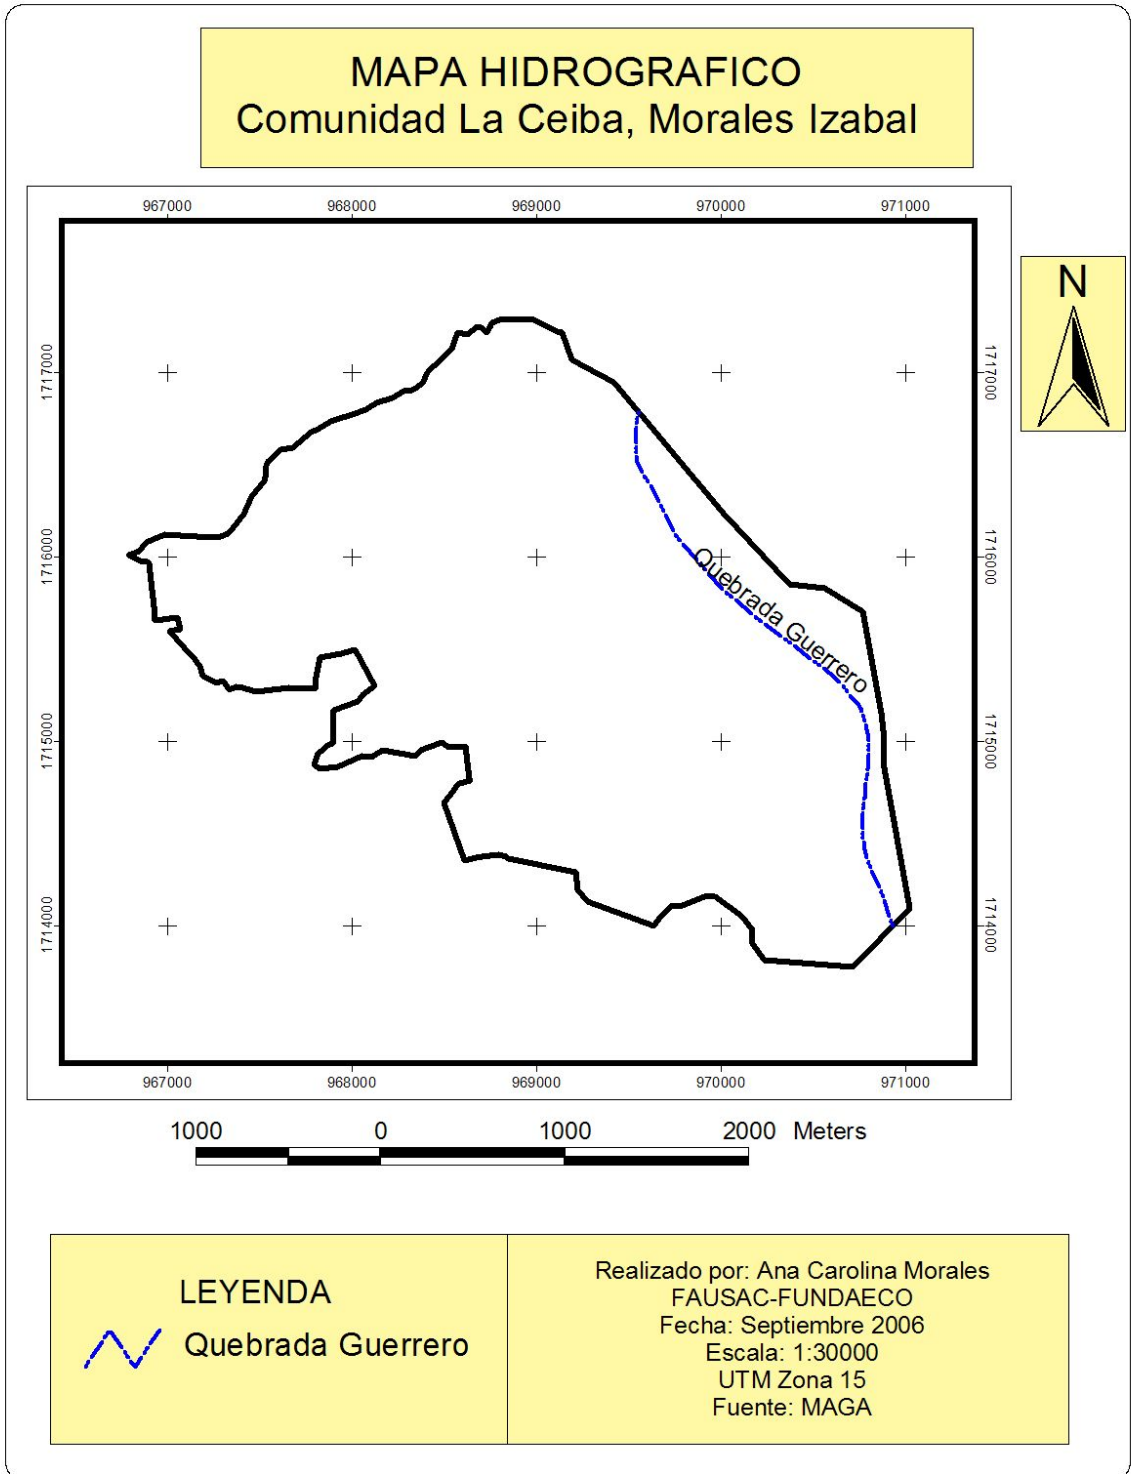 MAPA HIDROGRAFICO
Comunidad La Ceiba, Morales Izabal
967000 968000 969000 970000 971000
N
1717000 1717000
1716000 1716000
Quebrada Guerrero
1715000 1715000
1714000 1714000
967000 968000 969000 970000 971000
1000 0 1000 2000 Meters
LEYENDA
Quebrada Guerrero
Realizado por: Ana Carolina Morales
FAUSAC-FUNDAECO
Fecha: Septiembre 2006
Escala: 1:30000
UTM Zona 15
Fuente: MAGA